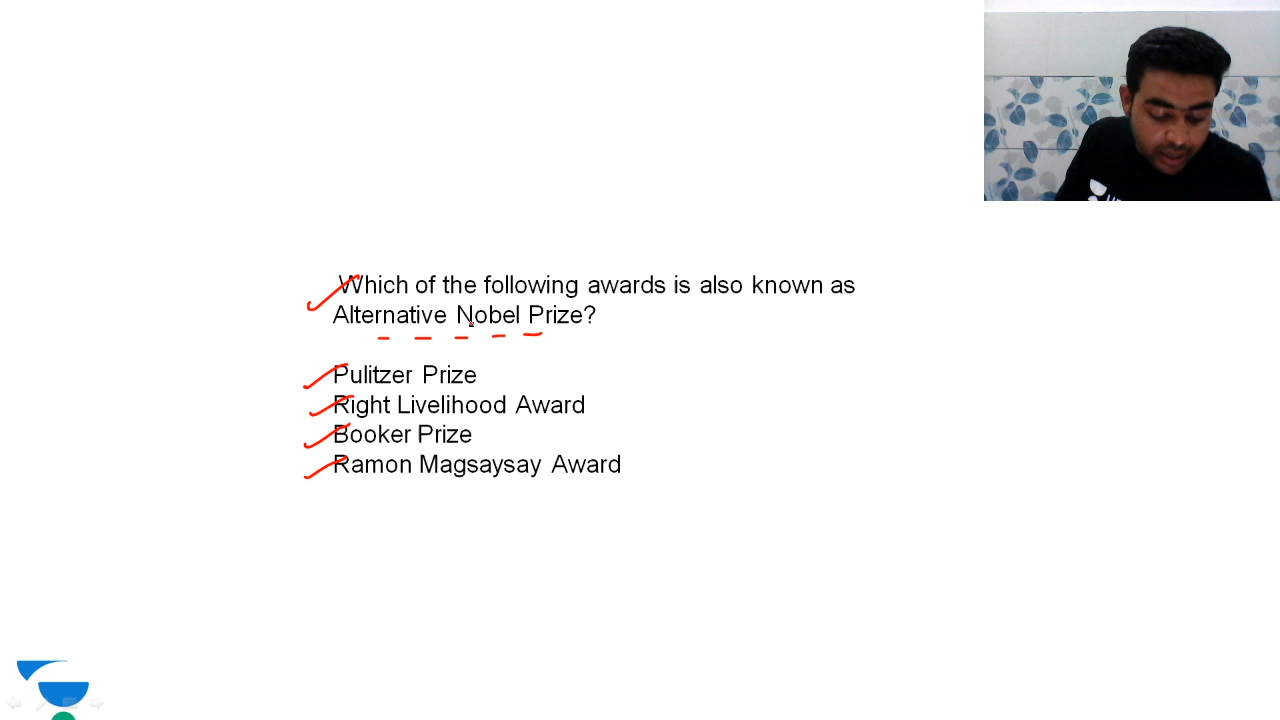 Which of the following awards is also known as
Alternative Nobel Prize?
Pulitzer Prize
Right Livelihood Award
Booker Prize
Ramon Magsaysay Award